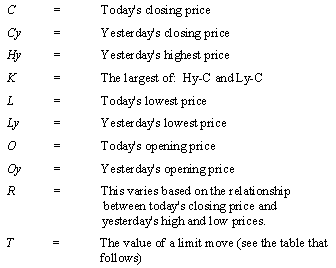 C = Today's closing price
Cy = Yesterday's closing price
Hy = Yesterday's highest price
K = The largest of: Hy-C and Ly-C
L = Today's lowest price
Ly = Yesterday's lowest price
O = Today's opening price
Oy = Yesterday's opening price
R = This varies based on the relationship
between today's closing price and
yesterday's high and low prices.
T = The value of a limit move (see the table that
follows)